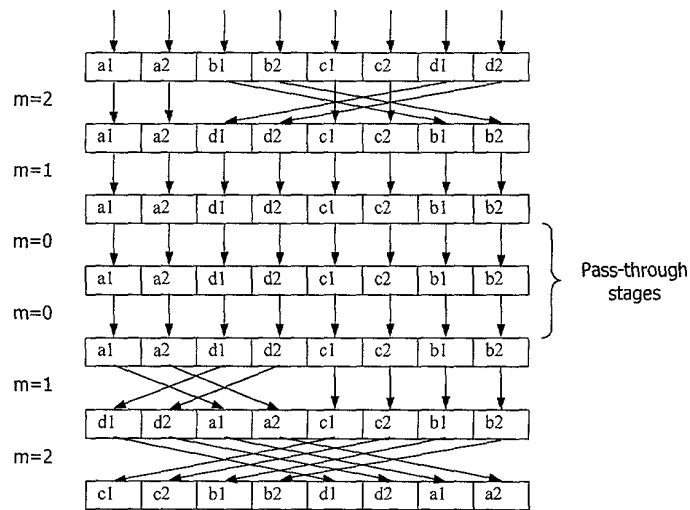 a1 a2 b1 b2 c1 c2 d1 d2
m=2
a1 a2 d1 d2 c1 c2 b1 b2
m=1
a1 a2 d1 d2 c1 c2 b1 b2
m=0
a1 a2 d1 d2 c1 c2 b1 b2
Pass-through
stages
m=0
a1 a2 d1 d2 c1 c2 b1 b2
m=1
d1 d2 a1 a2 c1 c2 b1 b2
m=2
c1 c2 b1 b2 d1 d2 a1 a2